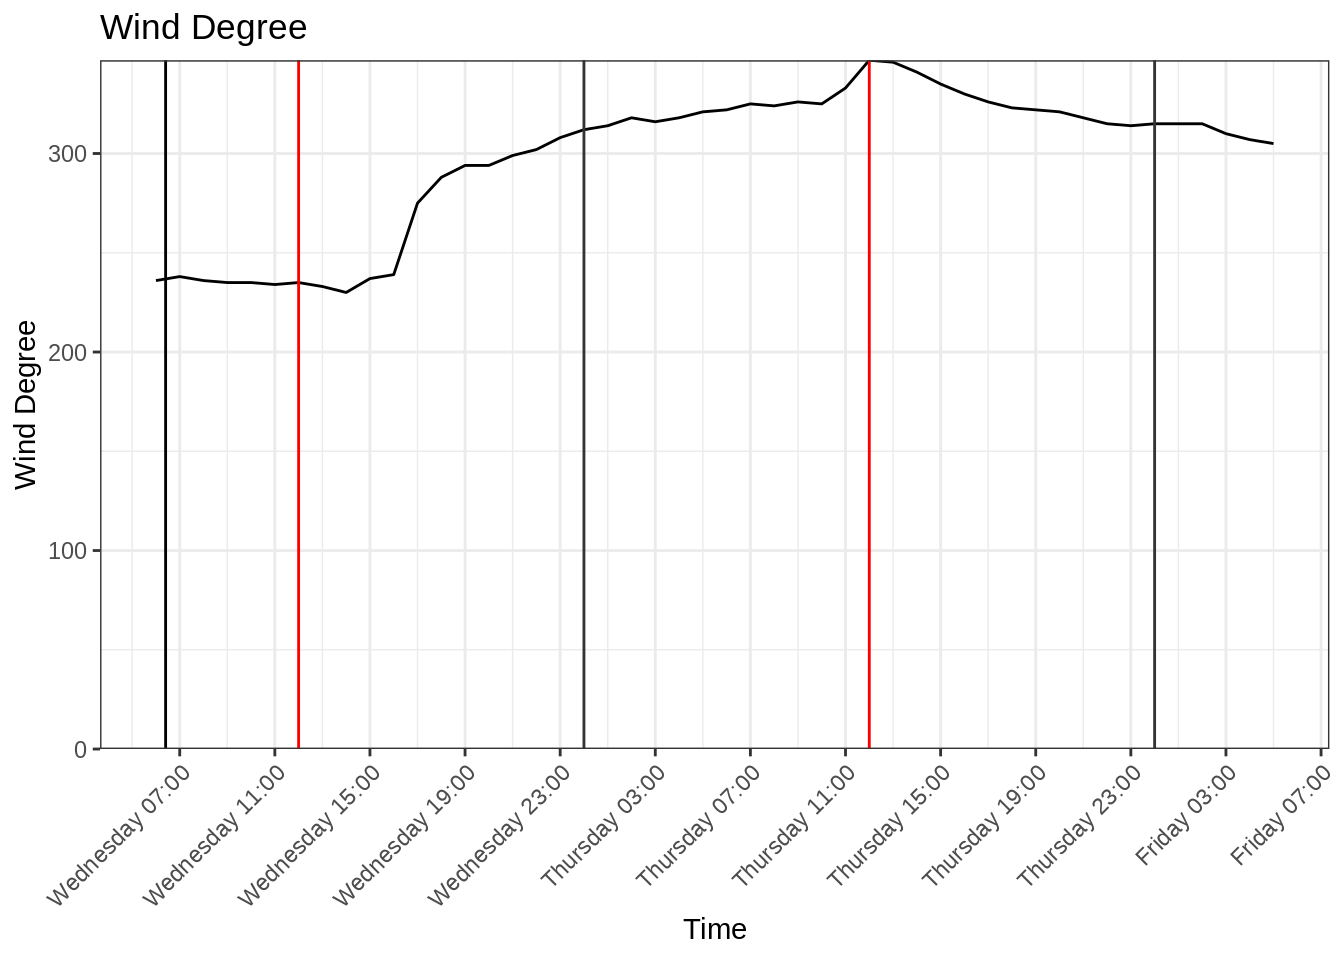 Wind Degree
Wind Degree
300
200
100
0
Wednesday 07:00
Wednesday 11:00
Wednesday 15:00
Wednesday 19:00
Wednesday 23:00
Thursday 03:00
Thursday 07:00
Thursday 11:00
Thursday 15:00
Thursday 19:00
Thursday 23:00
Friday 03:00
Friday 07:00
Time